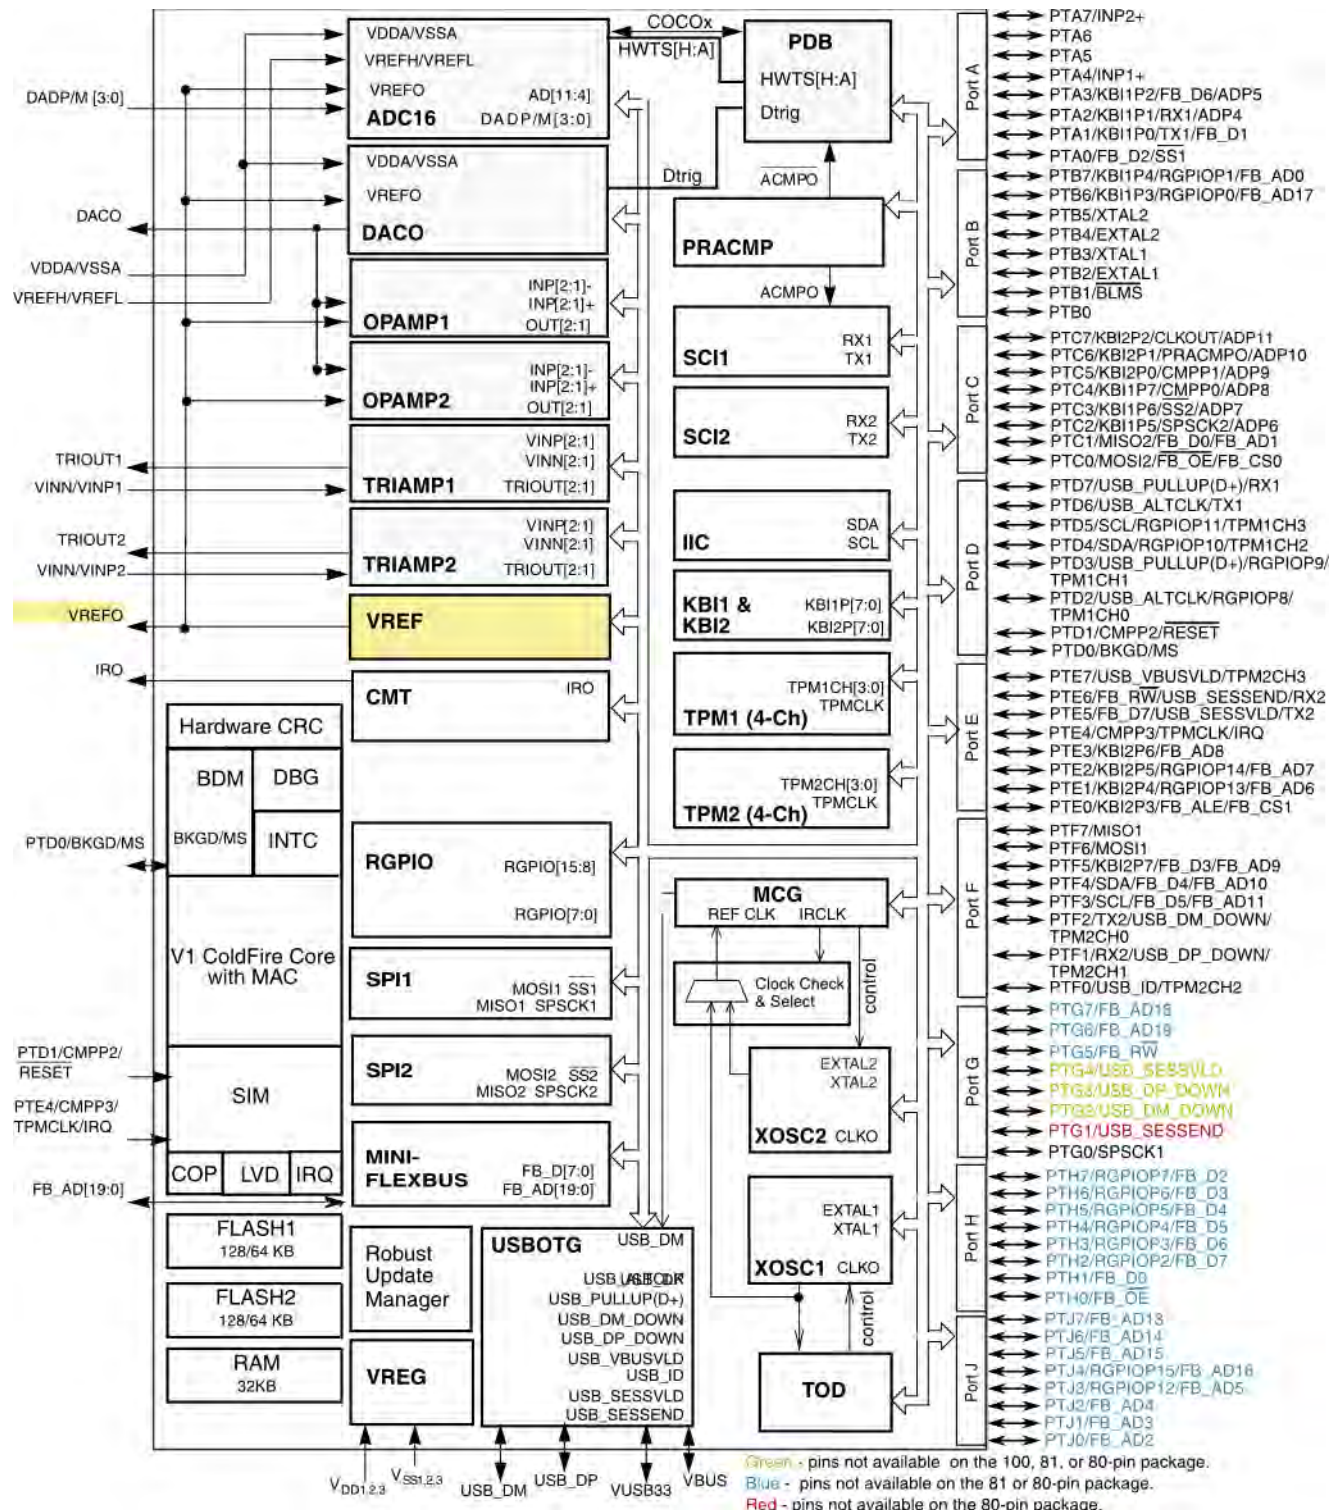 DADP/M [3:0]
DACO
VDDA/VSSA
VREFH/VREFL
TRIOUT1
VINN/VINP1
TRIOUT2
VINN/VINP2
VREFO
IRO
PTD0/BKGD/MS
PTD1/CMPP2/
RESET
PTE4/CMPP3/
TPMCLK/IRQ
FB_AD[19:0]
VDDA/VSSA
VREFH/VREFL
VREFO
AD[11:4]
ADC16
DADP/M[3:0]
VDDA/VSSA
VREFO
DACO
INP[2:1]-
INP[2:1]+
OPAMP1
OUT[2:1]
INP[2:1]-
INP[2:1]+
OPAMP2
OUT[2:1]
VINP[2:1]
VINN[2:1]
TRIAMP1
TRIOUT[2:1]
VINP[2:1]
VINN[2:1]
TRIAMP2
TRIOUT[2:1]
VREF
CMT
IRO
Hardware CRC
BDM
DBG
BKGD/MS
INTC
V1 ColdFire Core
with MAC
SIM
COP
LVD
IRQ
FLASH1
128/64 KB
FLASH2
128/64 KB
RAM
32KB
RGPIO
RGPIO[15:8]
RGPIO[7:0]
SPI1
MOSI1 SS1
MISO1 SPSCK1
SPI2
MOSI2 SS2
MISO2 SPSCK2
MINI-
FLEXBUS
FB_D[7:0]
FB_AD[19:0]
Robust
Update
Manager
VREG
VDD1,2,3
VSS1,2,3
USBOTG
USB_DM
USB_PULLUP(D+)
USB_DM_DOWN
USB_DP_DOWN
USB_VBUSVLD
USB_ID
USB_SESSVLD
USB_SESSEND
USB_DM
USB_DP
VUSB33
VBUS
COCOx
HWTS[H:A]
PDB
HWTS[H:A]
Dtrig
Dtrig
ACMPO
PRACMP
ACMPO
SCI1
RX1
TX1
SCI2
RX2
TX2
IIC
SDA
SCL
KBI1 &
KBI2
KBI1P[7:0]
KBI2P[7:0]
TPM1CH[3:0]
TPMCLK
TPM1 (4-Ch)
TPM2CH[3:0]
TPMCLK
TPM2 (4-Ch)
MCG
REF CLK
IRCLK
Clock Check
& Select
control
EXTAL2
XTAL2
XOSC2
CLKO
EXTAL1
XTAL1
XOSC1
CLKO
control
TOD
Port A
PTA7/INP2+
PTA6
PTA5
PTA4/INP1+
PTA3/KBI1P2/FB_D6/ADP5
PTA2/KBI1P1/RX1/ADP4
PTA1/KBI1P0/TX1/FB_D1
PTA0/FB_D2/SS1
Port B
PTB7/KBI1P4/RGPIOP1/FB_AD0
PTB6/KBI1P3/RGPIOP0/FB_AD17
PTB5/XTAL2
PTB4/EXTAL2
PTB3/XTAL1
PTB2/EXTAL1
PTB1/BLMS
PTB0
Port C
PTC7/KBI2P2/CLKOUT/ADP11
PTC6/KBI2P1/PRACMPO/ADP10
PTC5/KBI2P0/CMPP1/ADP9
PTC4/KBI1P7/CMPP0/ADP8
PTC3/KBI1P6/SS2/ADP7
PTC2/KBI1P5/SPSCK2/ADP6
PTC1/MISO2/FB_D0/FB_AD1
PTC0/MOSI2/FB_OE/FB_CS0
Port D
PTD7/USB_PULLUP(D+)/RX1
PTD6/USB_ALTCLK/TX1
PTD5/SCL/RGPIOP11/TPM1CH3
PTD4/SDA/RGPIOP10/TPM1CH2
PTD3/USB_PULLUP(D+)/RGPIOP9/
TPM1CH1
PTD2/USB_ALTCLK/RGPIOP8/
TPM1CH0
PTD1/CMPP2/RESET
PTD0/BKGD/MS
Port E
PTE7/USB_VBUSVLD/TPM2CH3
PTE6/FB_RW/USB_SESSEND/RX2
PTE5/FB_D7/USB_SESSVLD/TX2
PTE4/CMPP3/TPMCLK/IRQ
PTE3/KBI2P6/FB_AD8
PTE2/KBI2P5/RGPIOP14/FB_AD7
PTE1/KBI2P4/RGPIOP13/FB_AD6
PTE0/KBI2P3/FB_ALE/FB_CS1
Port F
PTF7/MISO1
PTF6/MOSI1
PTF5/KBI2P7/FB_D3/FB_AD9
PTF4/SDA/FB_D4/FB_AD10
PTF3/SCL/FB_D5/FB_AD11
PTF2/TX2/USB_DM_DOWN/
TPM2CH0
PTF1/RX2/USB_DP_DOWN/
TPM2CH1
PTF0/USB_ID/TPM2CH2
Port G
PTG7/FB_AD18
PTG6/FB_AD19
PTG5/FB_RW
PTG4/USB_SESSVLD
PTG3/USB_DP_DOWN
PTG2/USB_DM_DOWN
PTG1/USB_SESSEND
PTG0/SPSCK1
Port H
PTH7/RGPIOP7/FB_D2
PTH6/RGPIOP6/FB_D3
PTH5/RGPIOP5/FB_D4
PTH4/RGPIOP4/FB_D5
PTH3/RGPIOP3/FB_D6
PTH2/RGPIOP2/FB_D7
PTH1/FB_D0
PTH0/FB_OE
Port J
PTJ7/FB_AD13
PTJ6/FB_AD14
PTJ5/FB_AD15
PTJ4/RGPIOP15/FB_AD16
PTJ3/RGPIOP12/FB_AD5
PTJ2/FB_AD4
PTJ1/FB_AD3
PTJ0/FB_AD2
Green - pins not available on the 100, 81, or 80-pin package.
Blue - pins not available on the 81 or 80-pin package.
Red - pins not available on the 80-pin package.